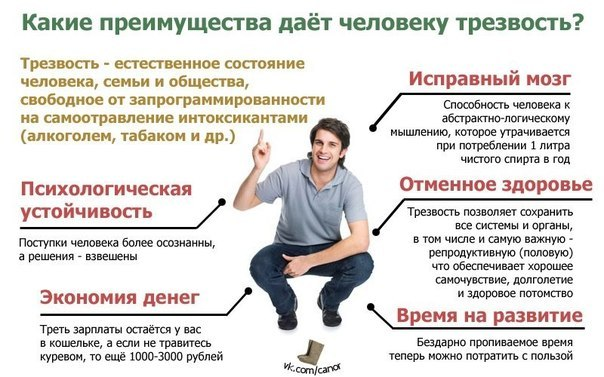 Какие преимущества даёт человеку трезвость?
Трезвость - естественное состояние
человека, семьи и общества,
свободное от запрограммированности
на самоотравление интоксикантами
(алкоголем, табаком и др.)
Исправный мозг
Способность человека к
абстрактно-логическому
мышлению, которое утрачивается
при потреблении 1 литра
чистого спирта в год
Психологическая
устойчивость
Поступки человека более осознанны,
а решения - взвешены
Отменное здоровье
Трезвость позволяет сохранить
все системы и органы,
в том числе и самую важную -
репродуктивную (половую)
что обеспечивает хорошее
самочувствие, долголетие
и здоровое потомство
Экономия денег
Треть зарплаты остаётся у вас
в кошельке, а если не травитесь
куревом, то ещё 1000-3000 рублей
Время на развитие
Бездарно пропиваемое время
теперь можно потратить с пользой
vk.com/canor